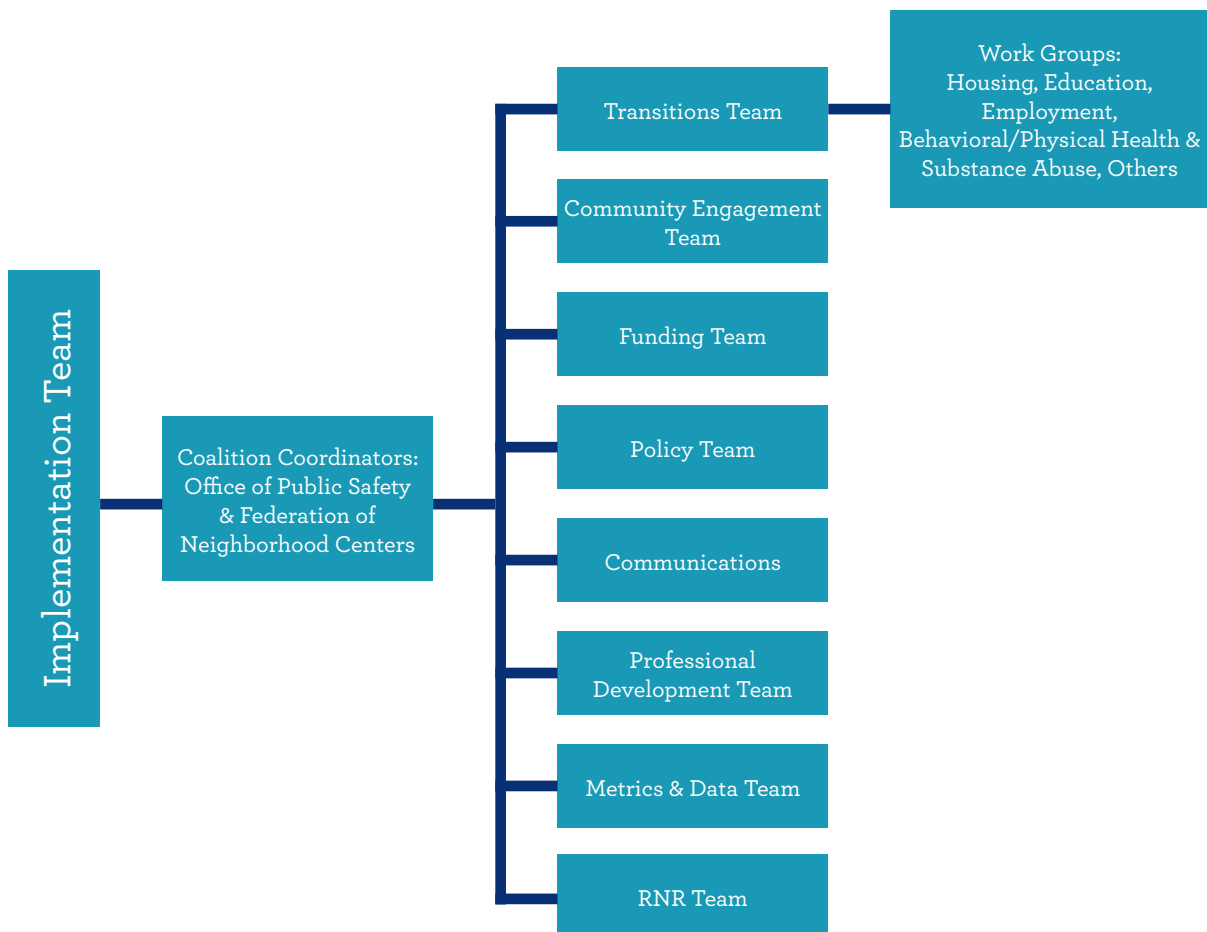 Implementation Team
Coalition Coordinators:
Office of Public Safety
& Federation of
Neighborhood Centers
Transitions Team
Work Groups:
Housing, Education,
Employment,
Behavioral/Physical Health &
Substance Abuse, Others
Community Engagement
Team
Funding Team
Policy Team
Communications
Professional
Development Team
Metrics & Data Team
RNR Team